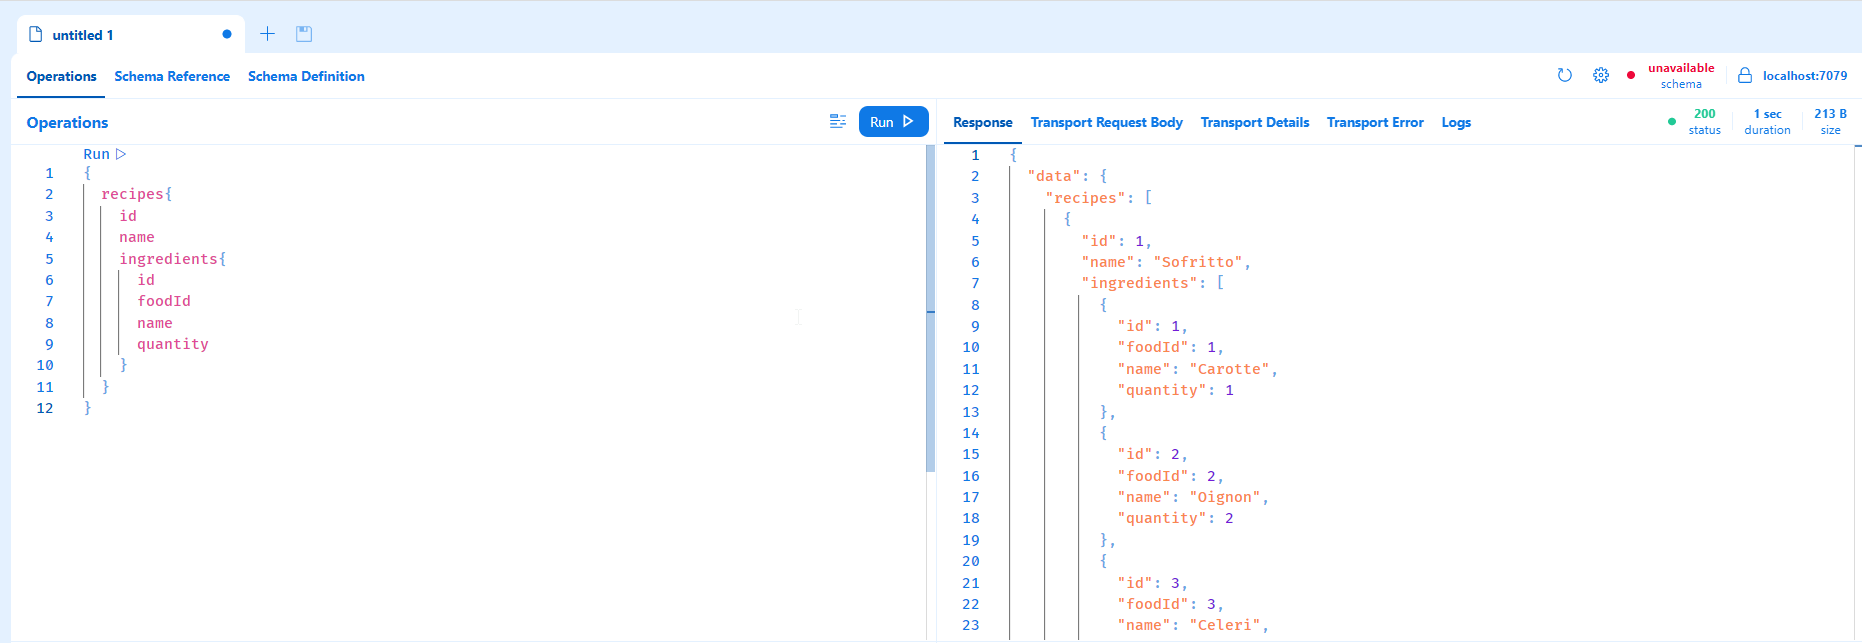 untitled 1
Operations Schema Reference Schema Definition
unavailable
schema
localhost:7079
Operations
Run
Response Transport Request Body Transport Details Transport Error Logs
200
status
1 sec
duration
213 B
size
Run
1 {
2 recipes{
3 id
4 name
5 ingredients{
6 id
7 foodId
8 name
9 quantity
10 }
11 }
12 }
1 {
2 "data": {
3 "recipes": [
4 {
5 "id": 1,
6 "name": "Sofritto",
7 "ingredients": [
8 {
9 "id": 1,
10 "foodId": 1,
11 "name": "Carotte",
12 "quantity": 1
13 },
14 {
15 "id": 2,
16 "foodId": 2,
17 "name": "Oignon",
18 "quantity": 2
19 },
20 {
21 "id": 3,
22 "foodId": 3,
23 "name": "Celeri",